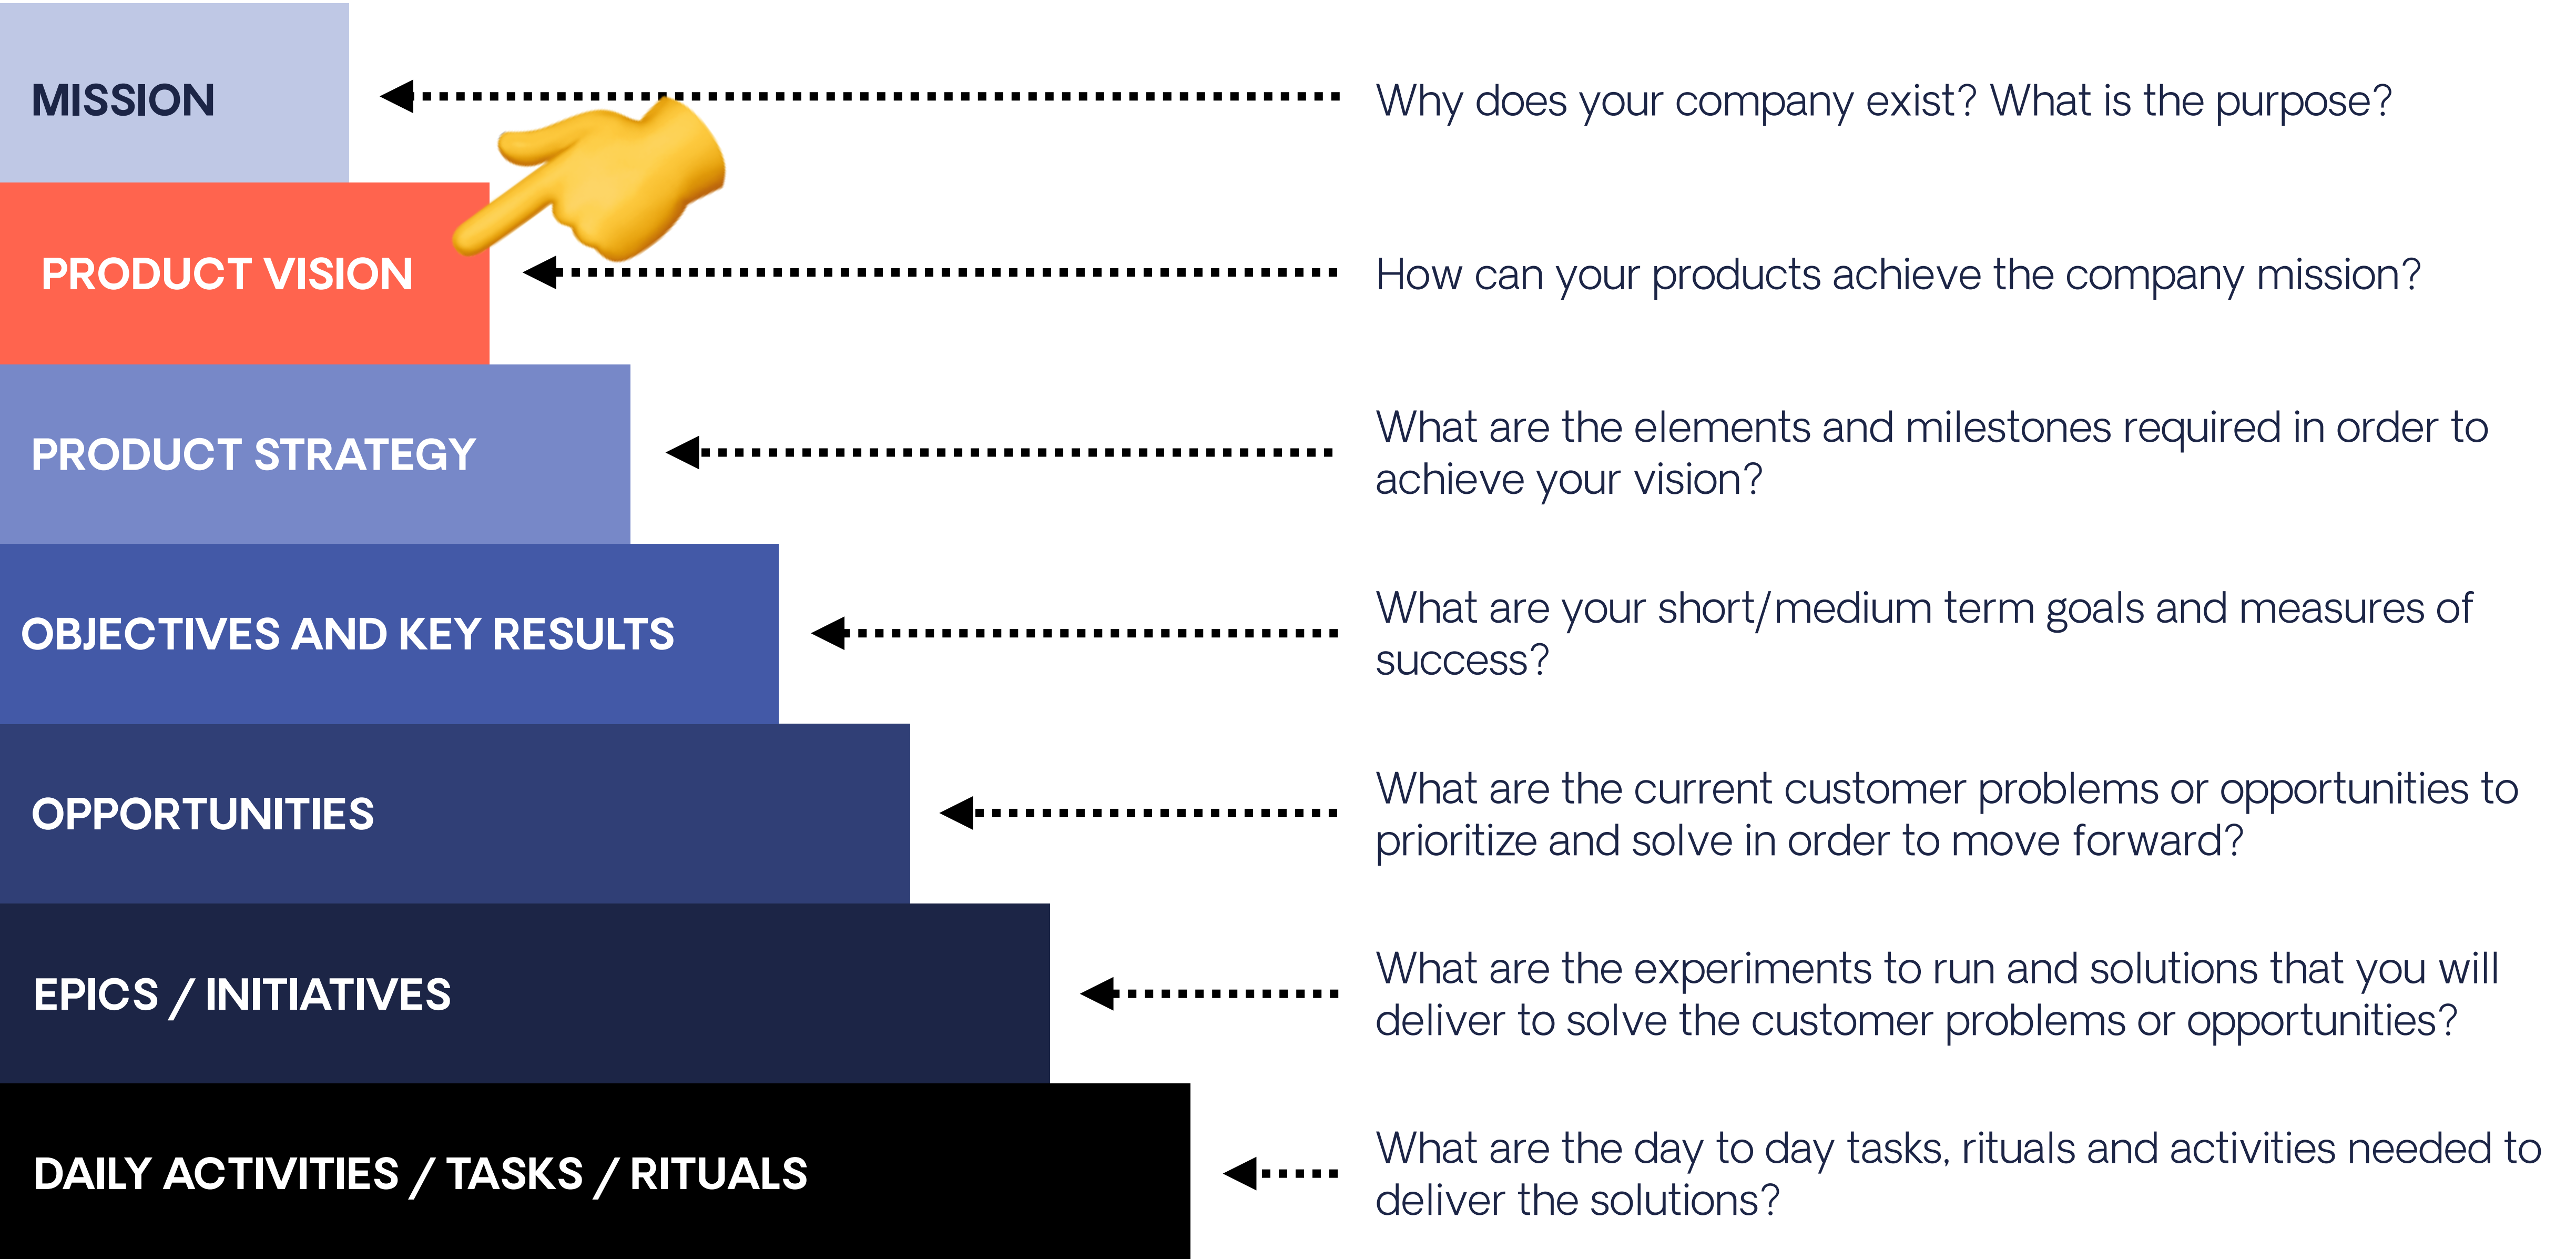 MISSION
Why does your company exist? What is the purpose?
PRODUCT VISION
How can your products achieve the company mission?
PRODUCT STRATEGY
What are the elements and milestones required in order to
achieve your vision?
OBJECTIVES AND KEY RESULTS
What are your short/medium term goals and measures of
success?
OPPORTUNITIES
What are the current customer problems or opportunities to
prioritize and solve in order to move forward?
EPICS / INITIATIVES
What are the experiments to run and solutions that you will
deliver to solve the customer problems or opportunities?
DAILY ACTIVITIES / TASKS / RITUALS
What are the day to day tasks, rituals and activities needed to
deliver the solutions?